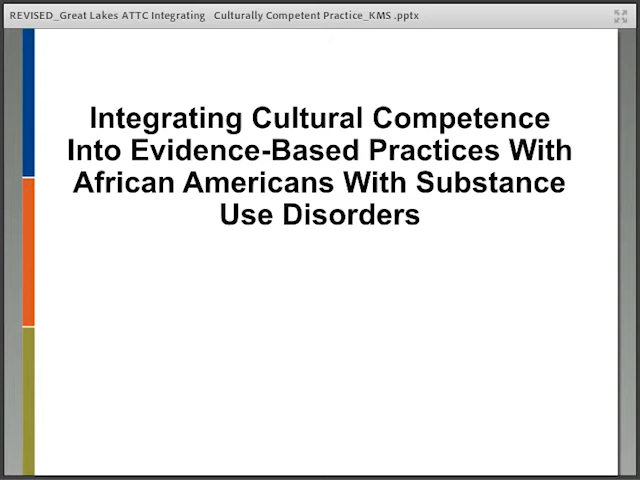 REVISED_Great Lakes ATTC Integrating Culturally Competent Practice_KMS .pptx
Integrating Cultural Competence
Into Evidence-Based Practices With
African Americans With Substance
Use Disorders